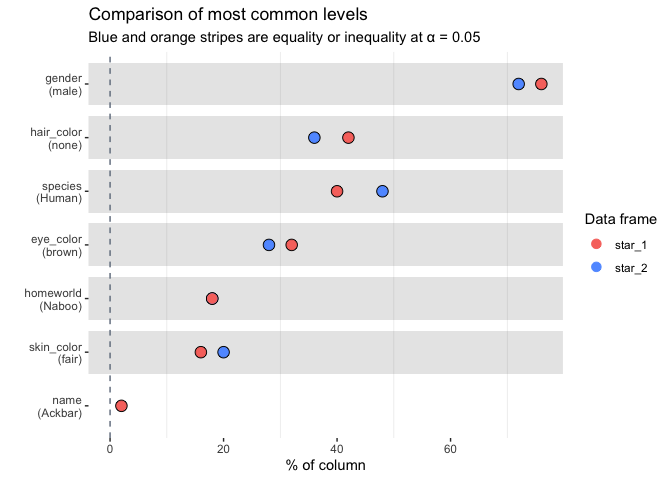 Comparison of most common levels
Blue and orange stripes are equality or inequality at α = 0.05
gender
(male)
hair_color
(none)
species
(Human)
eye_color
(brown)
homeworld
(Naboo)
skin_color
(fair)
name
(Ackbar)
0
20
40
60
% of column
Data frame
star_1
star_2